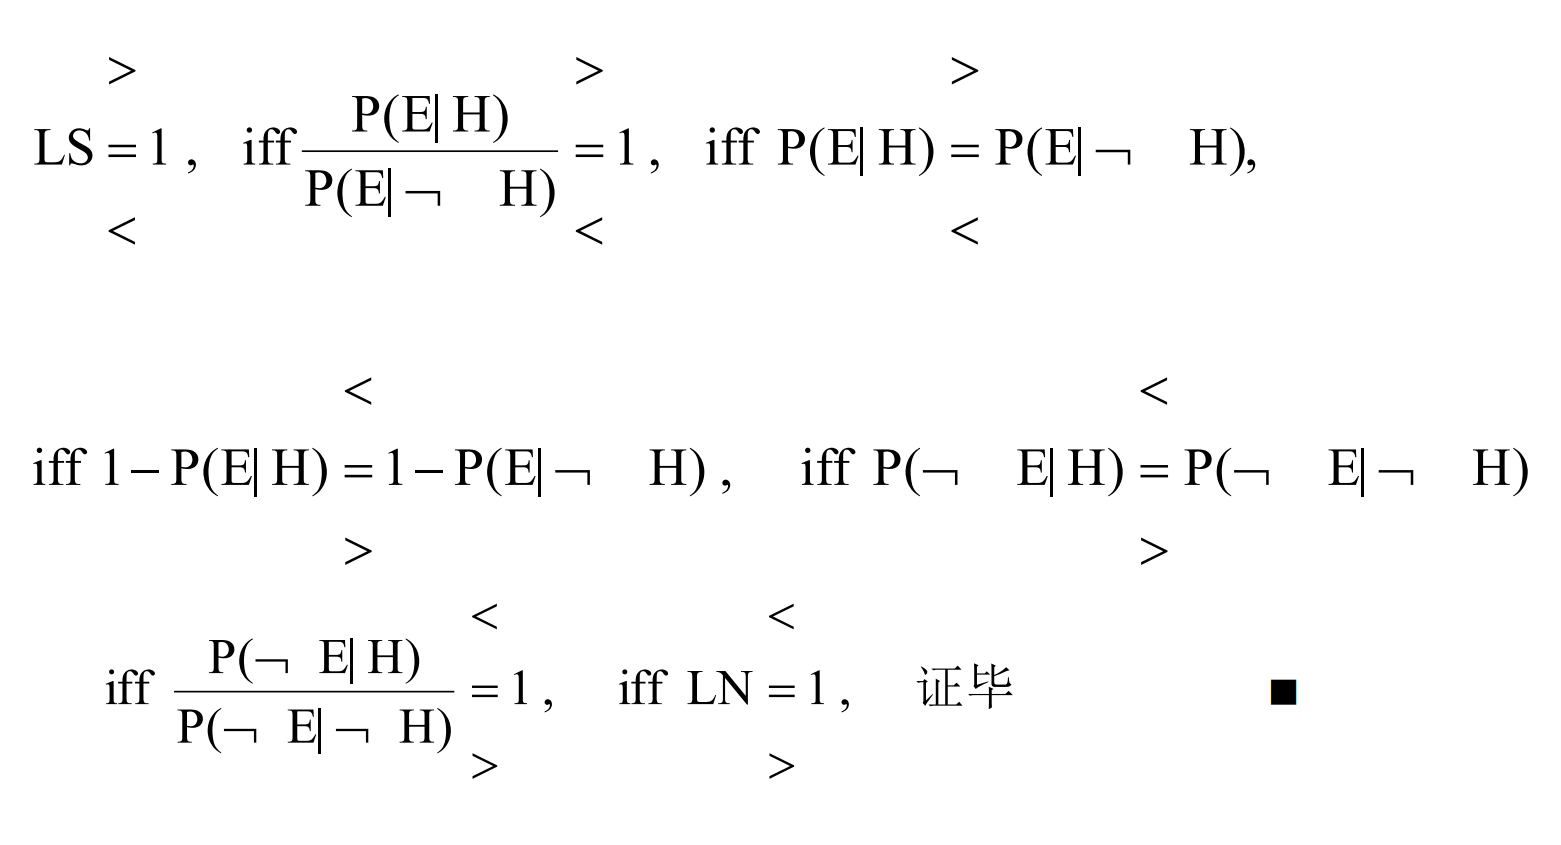 > > >
LS = 1 , iff P(E| H) / P(E| ¬ H) = 1 , iff P(E| H) = P(E| ¬ H),
< < <
< <
iff 1 − P(E| H) = 1 − P(E| ¬ H) , iff P(¬ E| H) = P(¬ E| ¬ H)
> >
< <
iff P(¬ E| H) / P(¬ E| ¬ H) = 1 , iff LN = 1 , 证毕 ■
> >